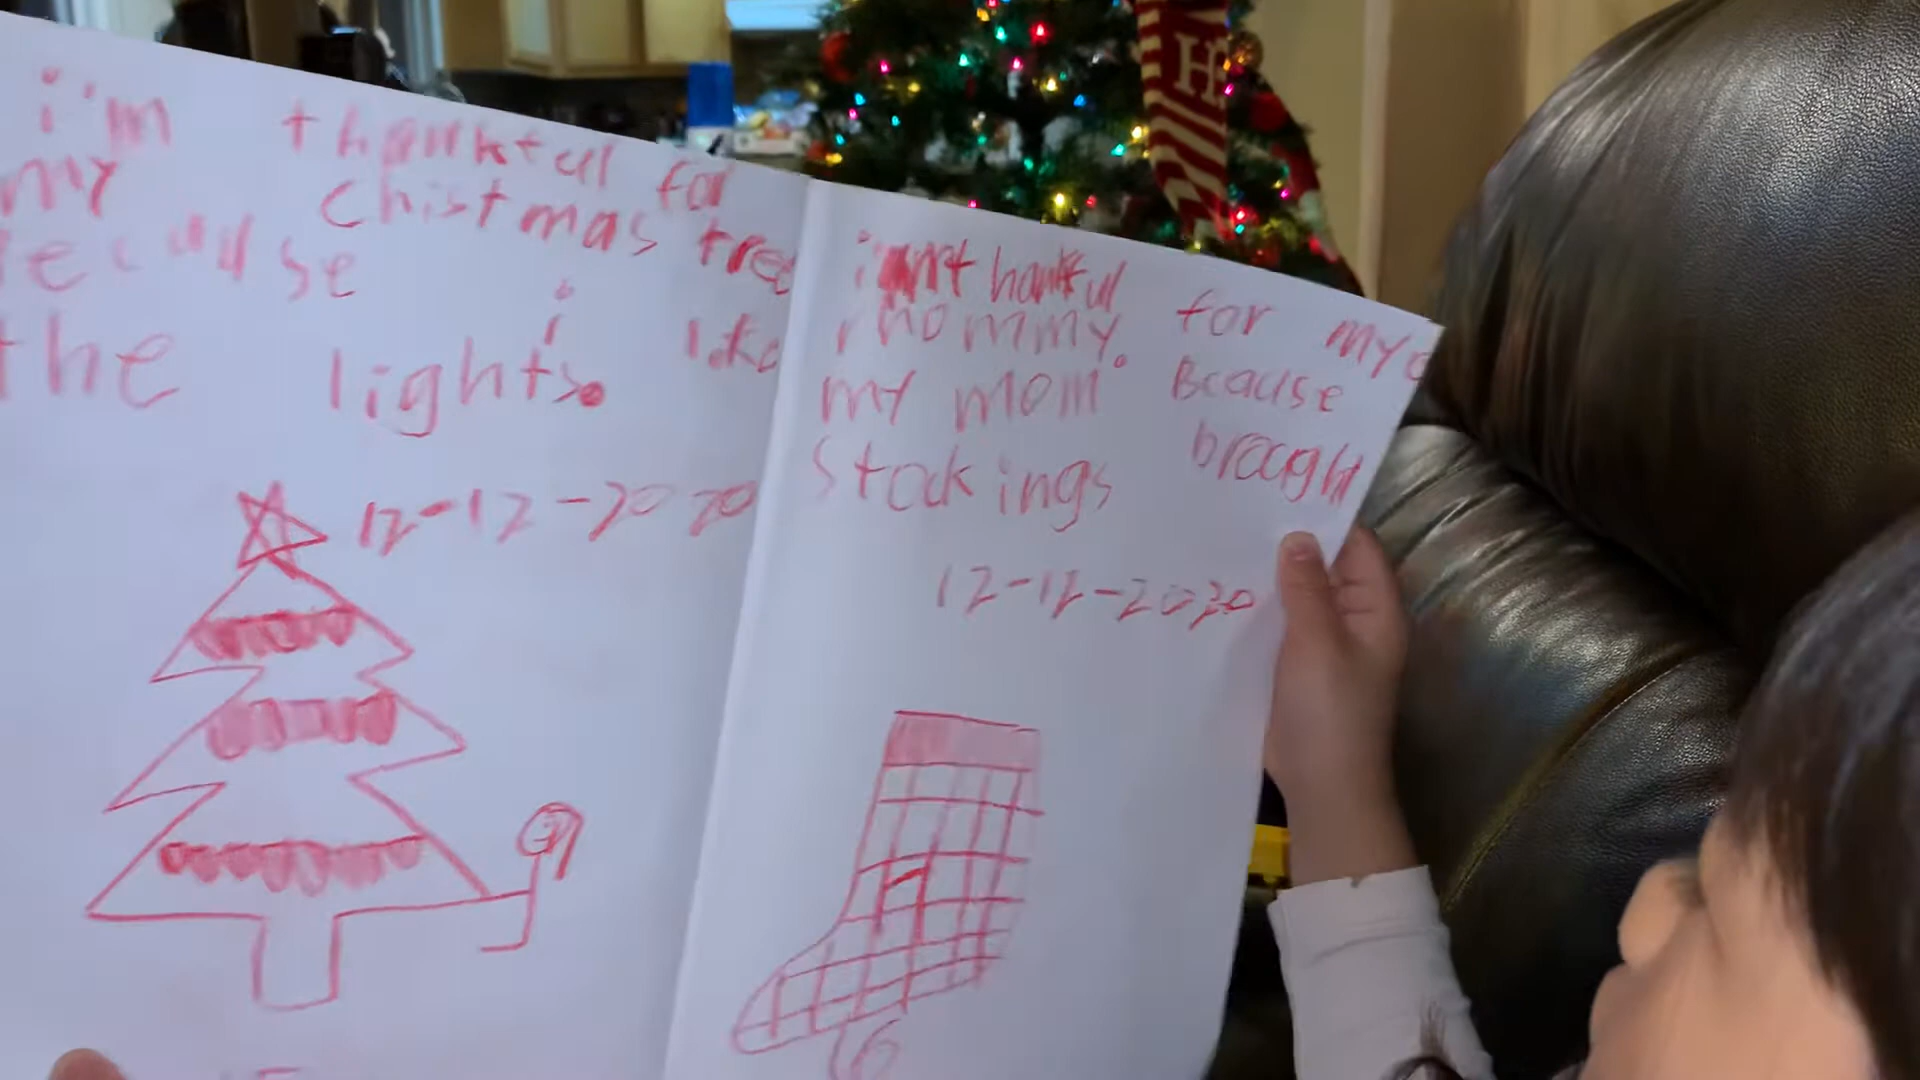 i'm thankful for
my chistmas tree
because i like
the lights.
12-12-2020
i'm thankful for my
mommy. Bcause
my mom brought
stockings
12-12-2020
6
H